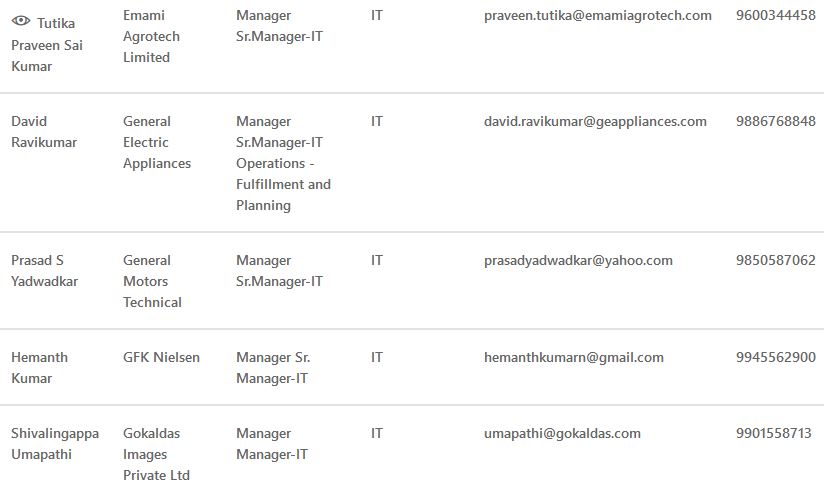 Tutika Praveen Sai Kumar	Emami Agrotech Limited	Manager Sr.Manager-IT	IT	praveen.tutika@emamiagrotech.com	9600344458
David Ravikumar	General Electric Appliances	Manager Sr.Manager-IT Operations - Fulfillment and Planning	IT	david.ravikumar@geappliances.com	9886768848
Prasad S Yadwadkar	General Motors Technical	Manager Sr.Manager-IT	IT	prasadyadwadkar@yahoo.com	9850587062
Hemanth Kumar	GFK Nielsen	Manager Sr. Manager-IT	IT	hemanthkumarn@gmail.com	9945562900
Shivalingappa Umapathi	Gokaldas Images Private Ltd	Manager Manager-IT	IT	umapathi@gokaldas.com	9901558713